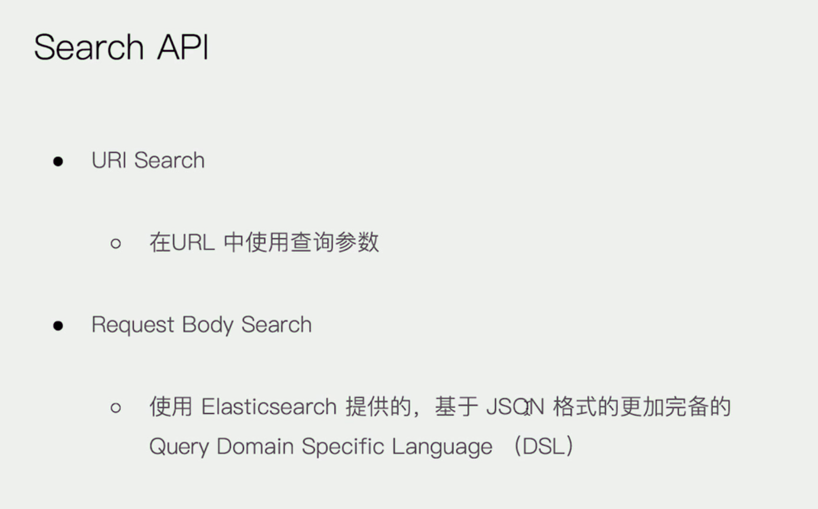 Search API
URI Search
在URL 中使用查询参数
Request Body Search
使用 Elasticsearch 提供的，基于 JSON 格式的更加完备的
Query Domain Specific Language （DSL）